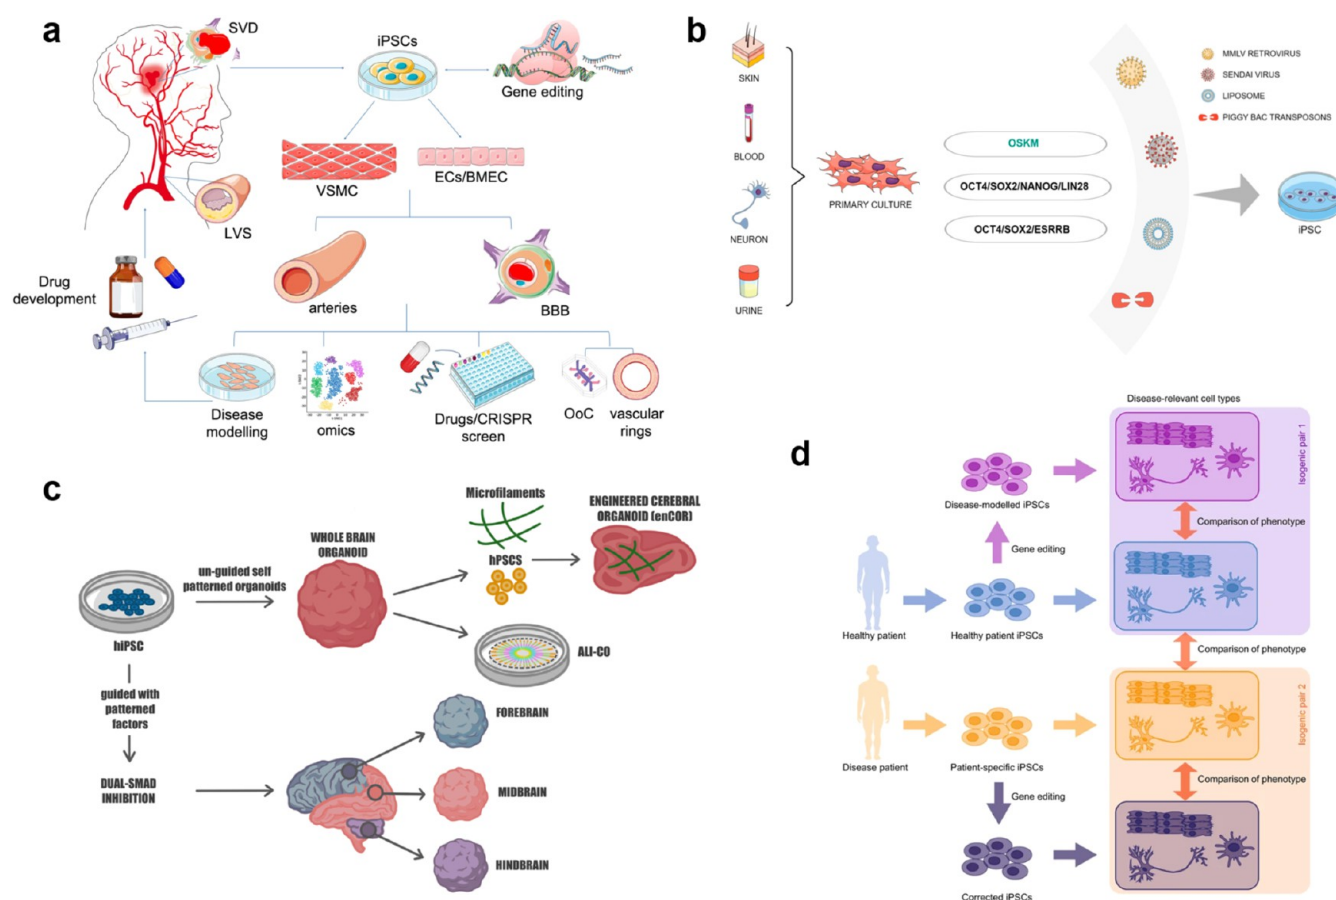 a
SVD
iPSCs
Gene editing
VSMC
ECs/BMEC
LVS
Drug
development
arteries
BBB
Disease
modelling
omics
Drugs/CRISPR
screen
OoC
vascular
rings
b
SKIN
BLOOD
NEURON
URINE
PRIMARY CULTURE
OSKM
OCT4/SOX2/NANOG/LIN28
OCT4/SOX2/ESRRB
MMLV RETROVIRUS
SENDAI VIRUS
LIPOSOME
PIGGY BAC TRANSPOSONS
iPSC
c
hiPSC
un-guided self
patterned organoids
WHOLE BRAIN
ORGANOID
Microfilaments
hPSCS
ENGINEERED CEREBRAL
ORGANOID (enCOR)
ALI-CO
guided with
patterned
factors
DUAL-SMAD
INHIBITION
FOREBRAIN
MIDBRAIN
HINDBRAIN
d
Disease-relevant cell types
Isogenic pair 1
Disease-modelled iPSCs
Comparison of phenotype
Gene editing
Healthy patient
Healthy patient iPSCs
Comparison of phenotype
Isogenic pair 2
Disease patient
Patient-specific iPSCs
Comparison of phenotype
Gene editing
Corrected iPSCs